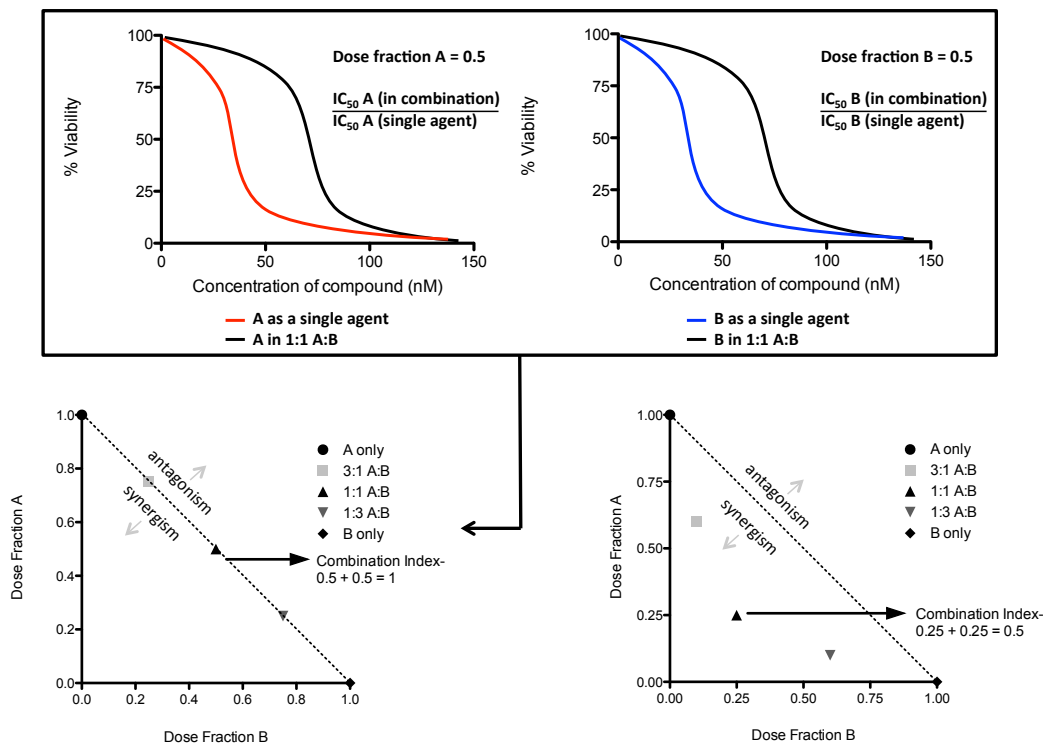 100
75
50
25
0
% Viability
0
50
100
150
Concentration of compound (nM)
Dose fraction A = 0.5
IC50 A (in combination)
IC50 A (single agent)
A as a single agent
A in 1:1 A:B
100
75
50
25
0
% Viability
0
50
100
150
Concentration of compound (nM)
Dose fraction B = 0.5
IC50 B (in combination)
IC50 B (single agent)
B as a single agent
B in 1:1 A:B
1.0
0.8
0.6
0.4
0.2
0.0
Dose Fraction A
0.0
0.2
0.4
0.6
0.8
1.0
Dose Fraction B
antagonism
synergism
A only
3:1 A:B
1:1 A:B
1:3 A:B
B only
Combination Index-
0.5 + 0.5 = 1
1.00
0.75
0.50
0.25
0.00
Dose Fraction A
0.00
0.25
0.50
0.75
1.00
Dose Fraction B
antagonism
synergism
A only
3:1 A:B
1:1 A:B
1:3 A:B
B only
Combination Index-
0.25 + 0.25 = 0.5